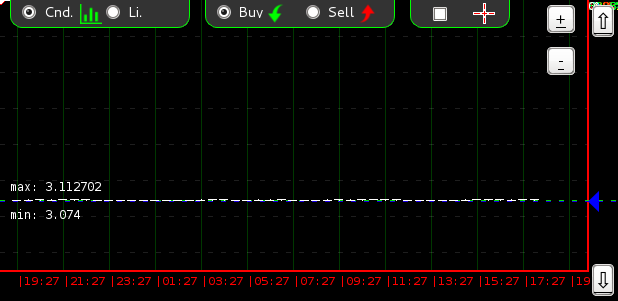 Cnd. Li. Buv Sell
+
-
max: 3.112702
min: 3.074
|19:27 |21:27 |23:27 |01:27 |03:27 |05:27 |07:27 |09:27 |11:27 |13:27 |15:27 |17:27 |19